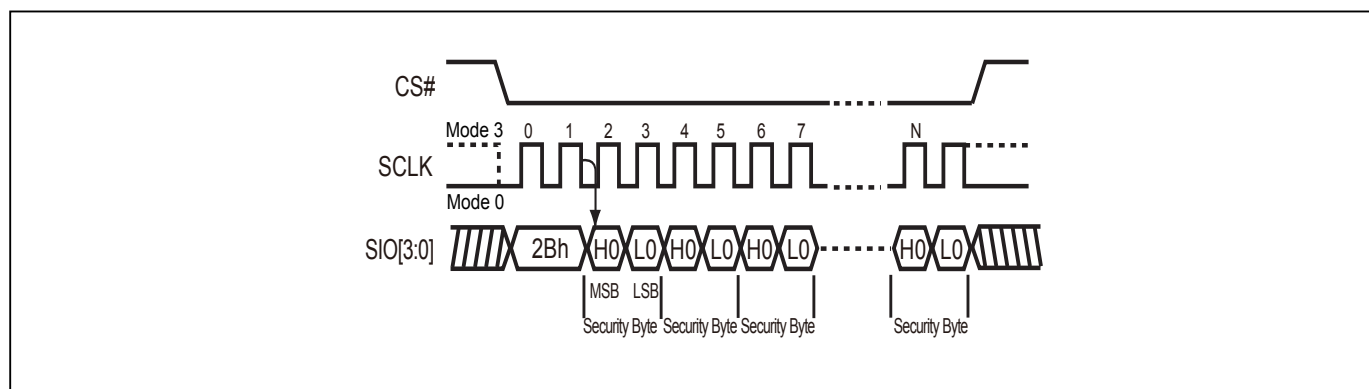 CS#
Mode 3 0 1 2 3 4 5 6 7 N
SCLK
Mode 0
SIO[3:0] 2Bh H0 L0 H0 L0 H0 L0 H0 L0
MSB LSB
Security Byte Security Byte Security Byte Security Byte